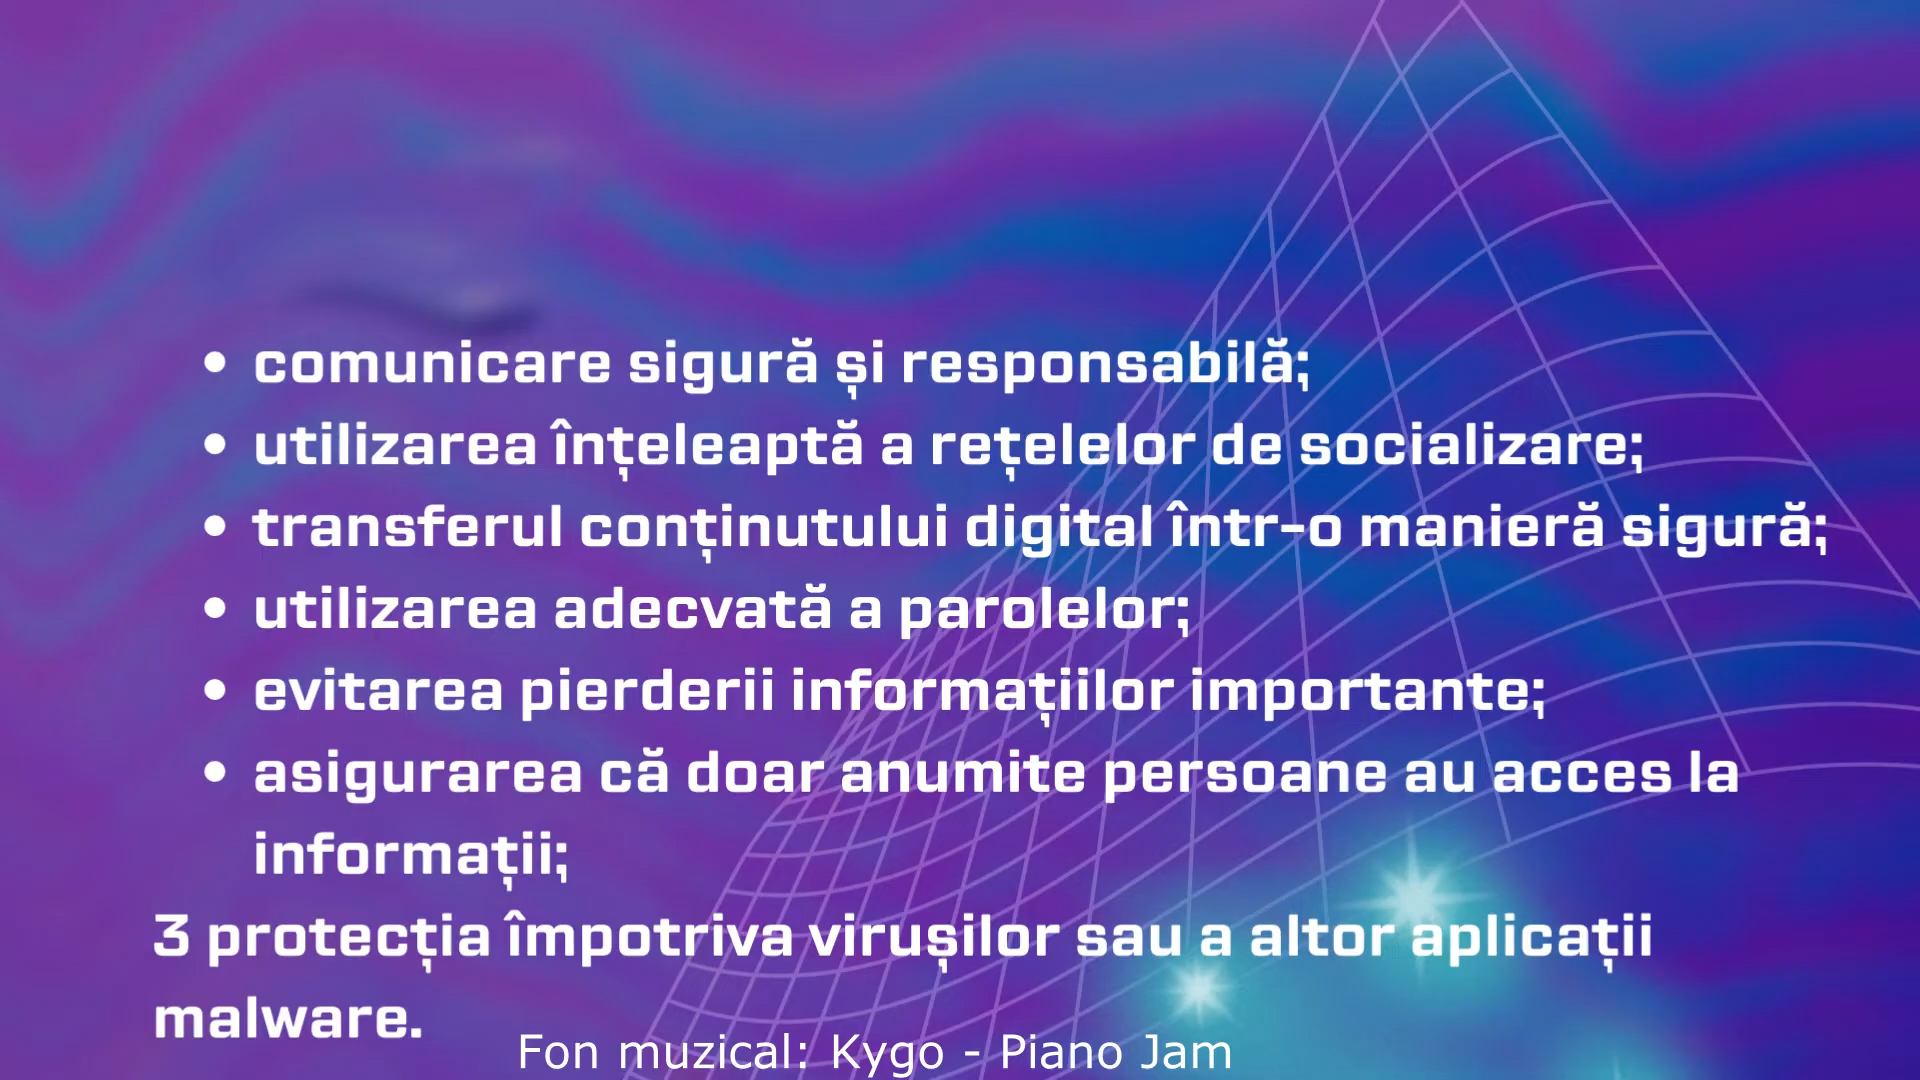 • comunicare sigură și responsabilă;
• utilizarea înțeleaptă a rețelelor de socializare;
• transferul conținutului digital într-o manieră sigură;
• utilizarea adecvată a parolelor;
• evitarea pierderii informațiilor importante;
• asigurarea că doar anumite persoane au acces la
informații;
3 protecția împotriva virușilor sau a altor aplicații
malware.
Fon muzical: Kygo - Piano Jam